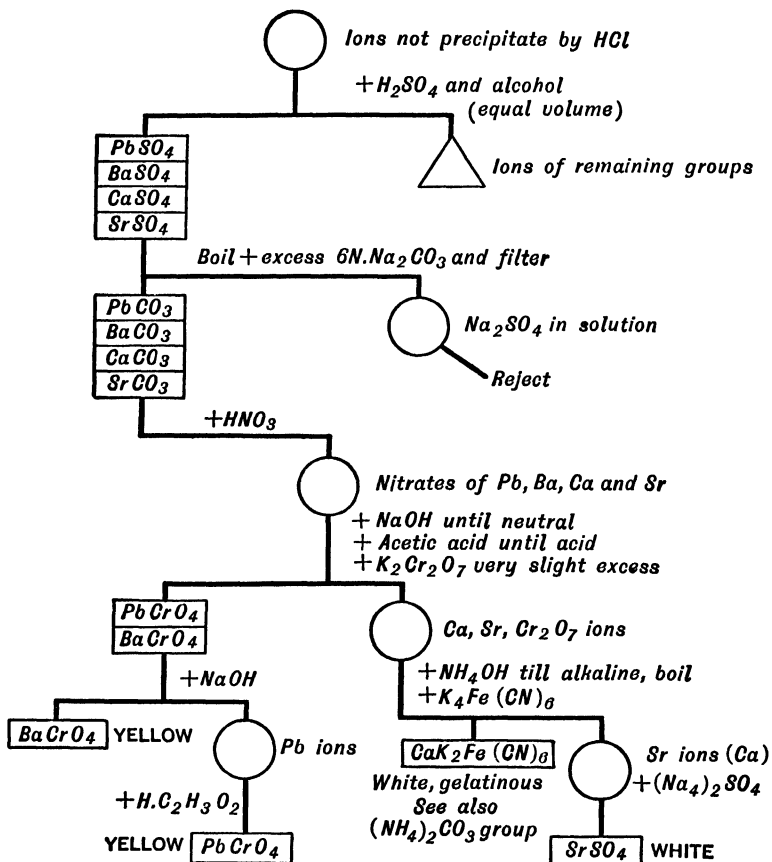 Ions not precipitate by HCl
+H₂SO₄ and alcohol
(equal volume)
PbSO₄
BaSO₄
CaSO₄
SrSO₄
Ions of remaining groups
Boil + excess 6N.Na₂CO₃ and filter
PbCO₃
BaCO₃
CaCO₃
SrCO₃
Na₂SO₄ in solution
Reject
+HNO₃
Nitrates of Pb, Ba, Ca and Sr
+ NaOH until neutral
+ Acetic acid until acid
+ K₂Cr₂O₇ very slight excess
PbCrO₄
BaCrO₄
Ca, Sr, Cr₂O₇ ions
+NaOH
+NH₄OH till alkaline, boil
+K₄Fe(CN)₆
BaCrO₄ YELLOW
Pb ions
CaK₂Fe(CN)₆
White, gelatinous
See also
(NH₄)₂CO₃ group
Sr ions (Ca)
+(Na₄)₂SO₄
+H.C₂H₃O₂
YELLOW PbCrO₄
SrSO₄ WHITE